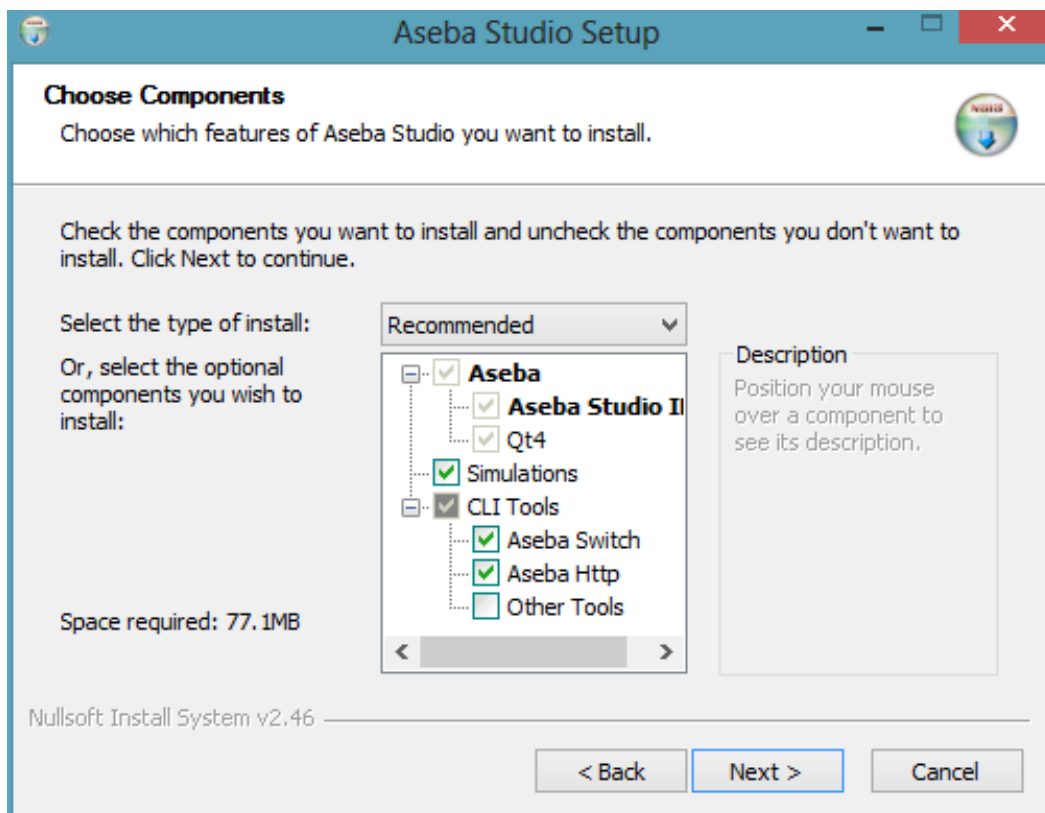 Aseba Studio Setup
Choose Components
Choose which features of Aseba Studio you want to install.
Check the components you want to install and uncheck the components you don't want to
install. Click Next to continue.
Select the type of install:
Recommended
Or, select the optional
components you wish to
install:
Aseba
Aseba Studio
Qt4
Simulations
CLI Tools
Aseba Switch
Aseba Http
Other Tools
Description
Position your mouse
over a component to
see its description.
Space required: 77.1MB
Nullsoft Install System v2.46
< Back
Next >
Cancel